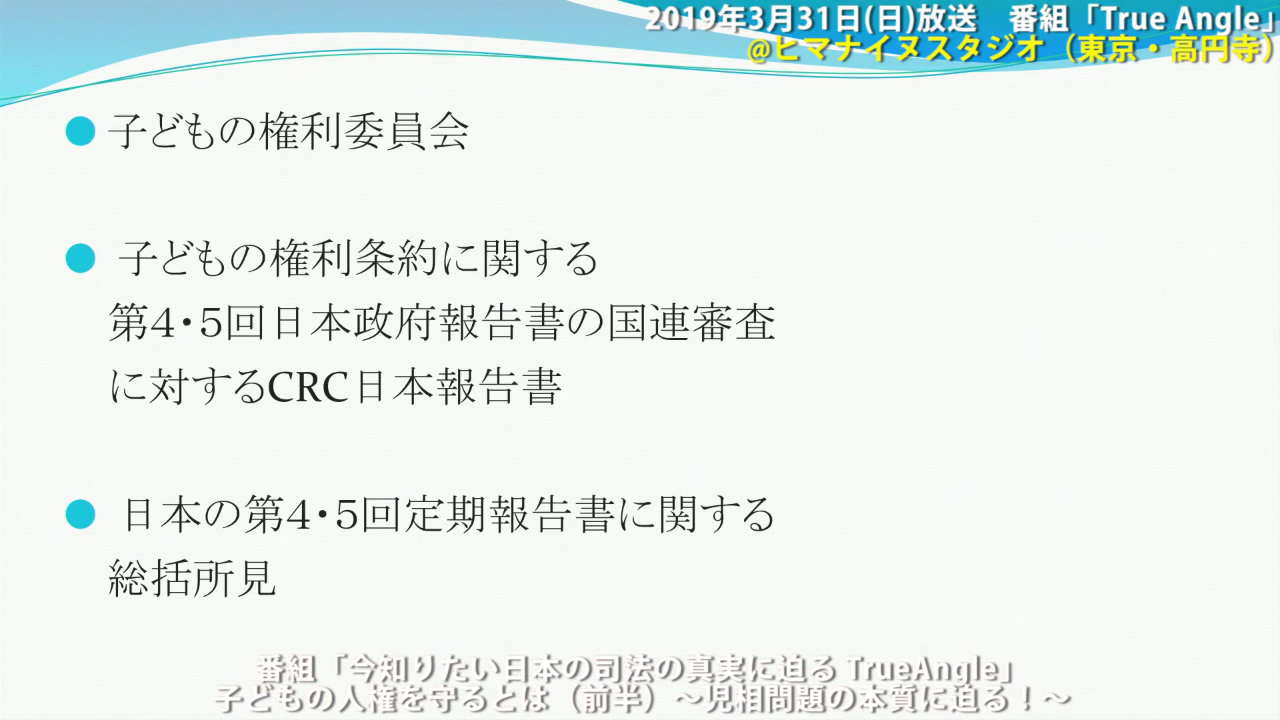 2019年3月31日(日)放送　番組「True Angle」
@ヒマナイヌスタジオ（東京・高円寺）
子どもの権利委員会
子どもの権利条約に関する
第4・5回日本政府報告書の国連審査
に対するCRC日本報告書
日本の第4・5回定期報告書に関する
総括所見
番組「今知りたい日本の司法の真実に迫る TrueAngle」
子どもの人権を守るとは（前半）～児相問題の本質に迫る！～